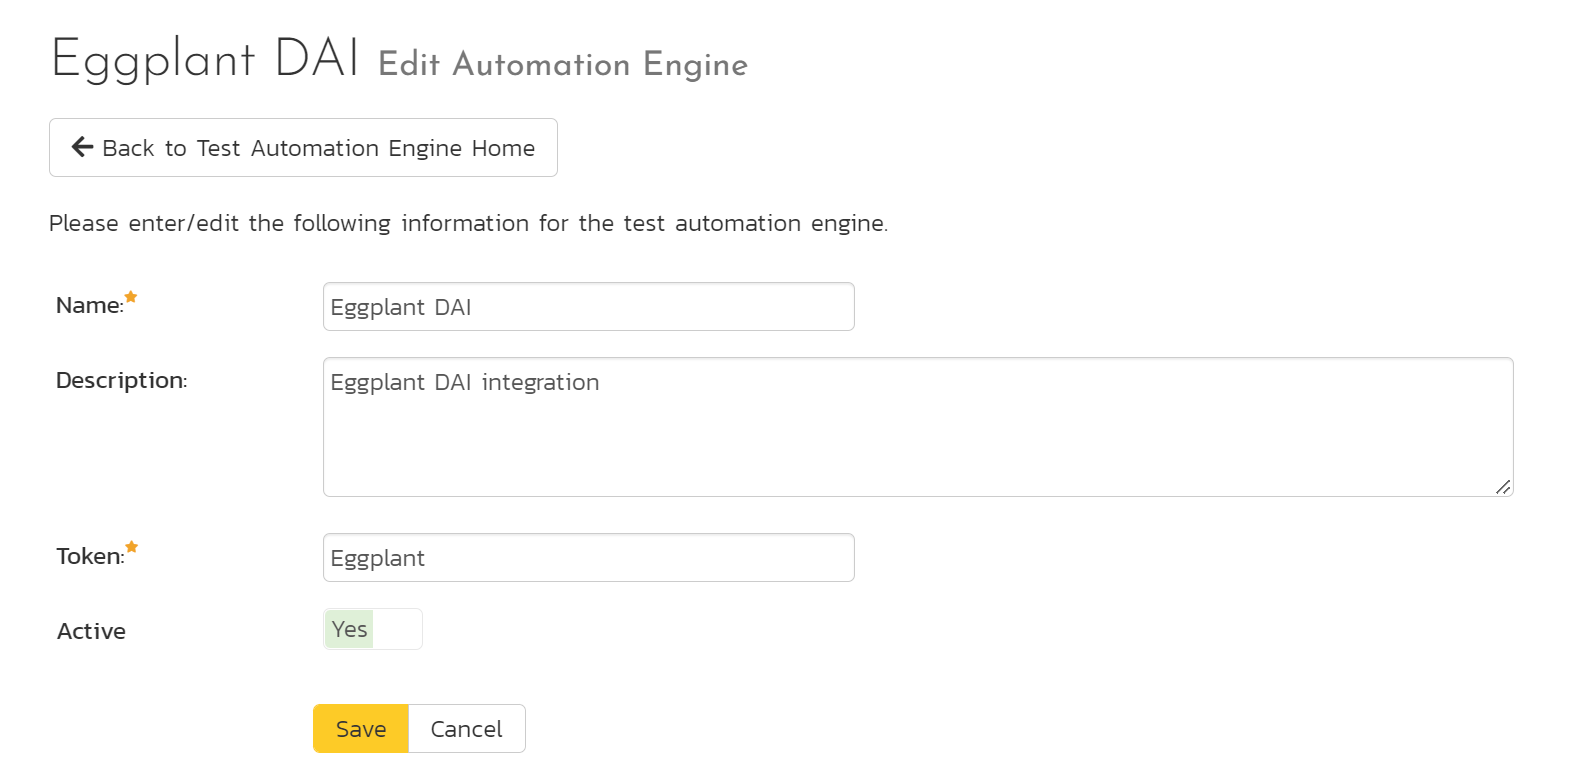 Eggplant DAI Edit Automation Engine
Back to Test Automation Engine Home
Please enter/edit the following information for the test automation engine.
Name: Eggplant DAI
Description: Eggplant DAI integration
Token: Eggplant
Active Yes
Save Cancel